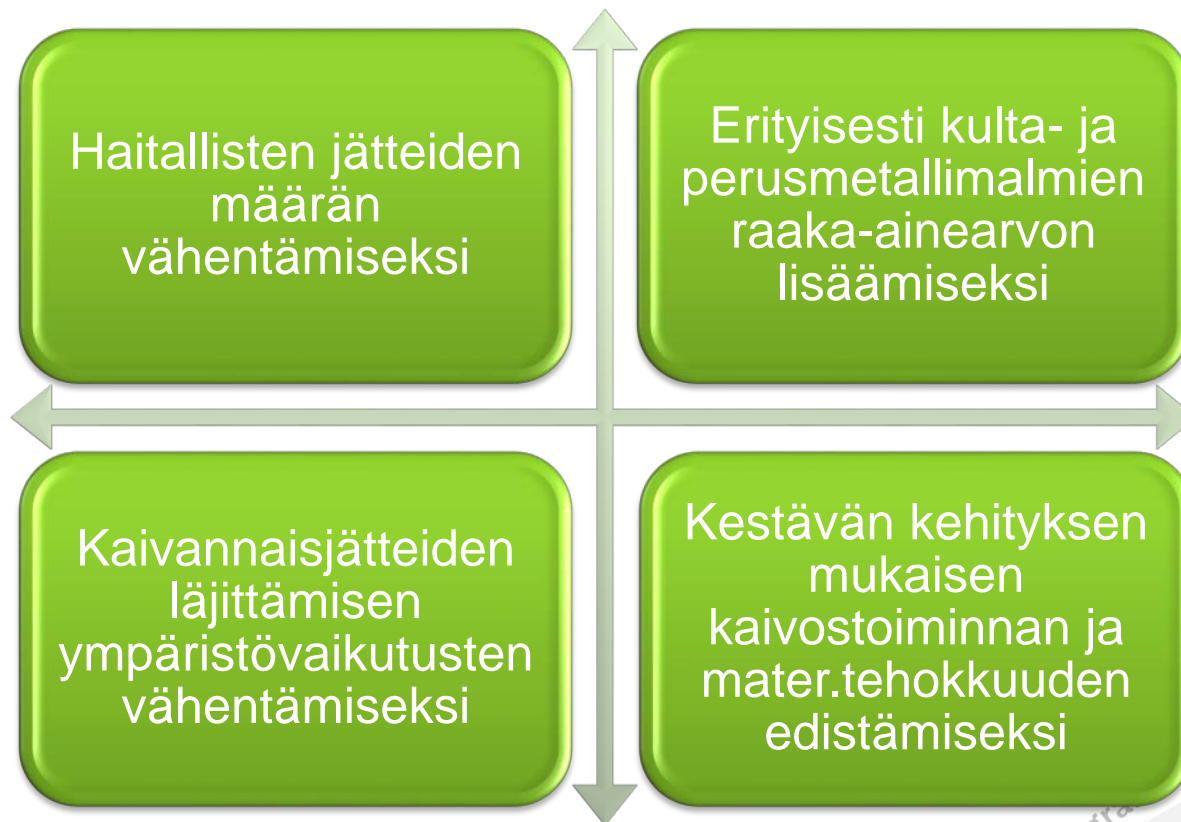 Haitallisten jätteiden
määrän
vähentämiseksi
Erityisesti kulta- ja
perusmetallimalmien
raaka-ainearvon
lisäämiseksi
Kaivannaisjätteiden
läjittämisen
ympäristövaikutusten
vähentämiseksi
Kestävän kehityksen
mukaisen
kaivostoiminnan ja
mater.tehokkuuden
edistämiseksi